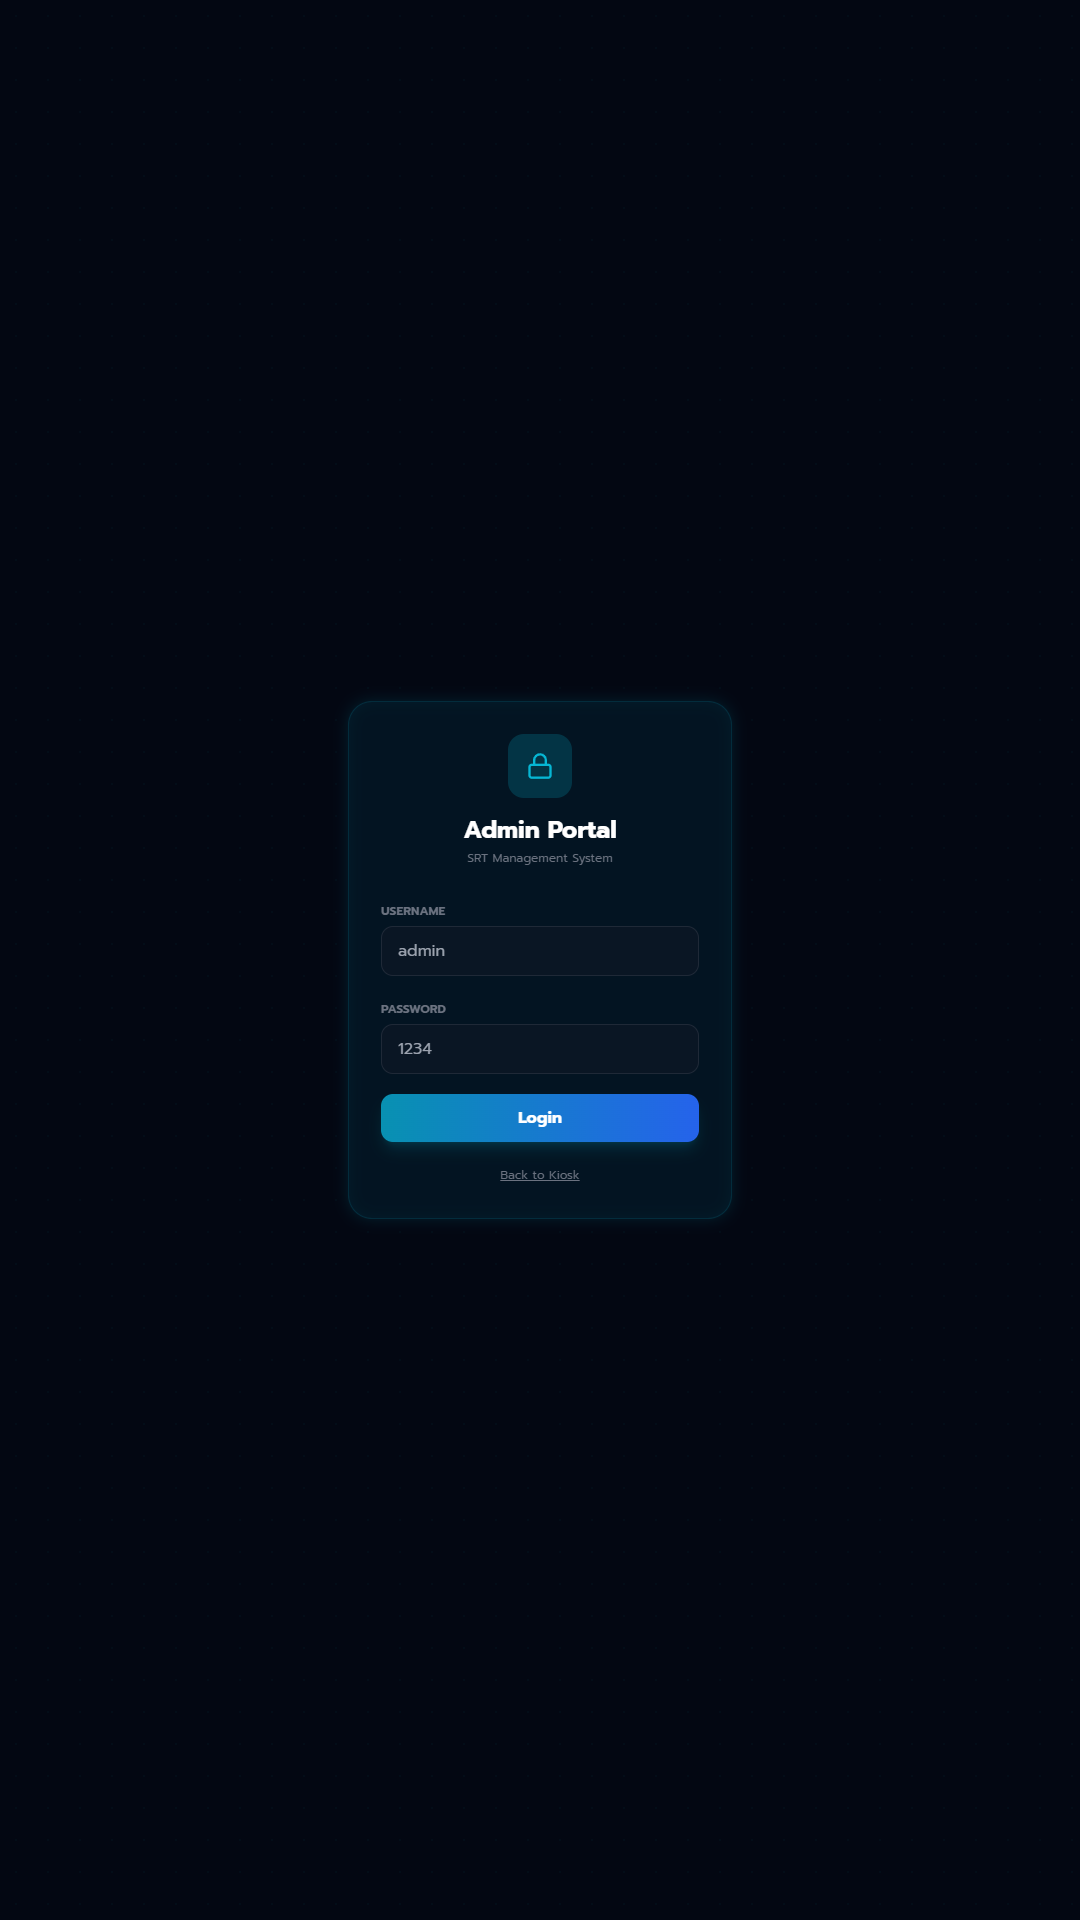 Admin Portal
SRT Management System
USERNAME
admin
PASSWORD
1234
Login
Back to Kiosk